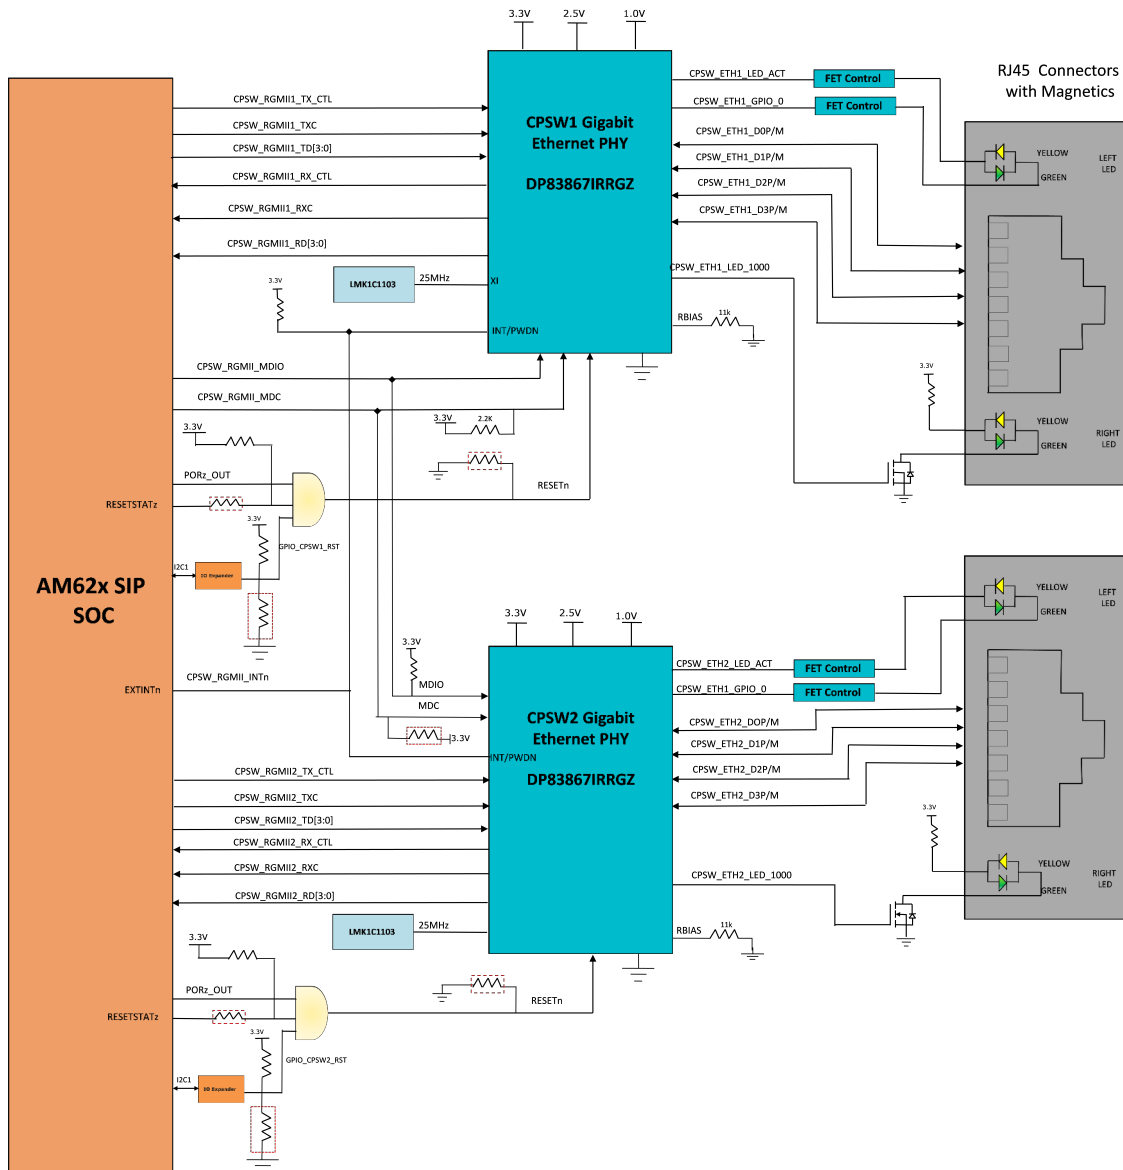 3.3V
2.5V
1.0V
CPSW_ETH1_LED_ACT
FET Control
RJ45 Connectors
with Magnetics
CPSW_RGMII1_TX_CTL
CPSW_ETH1_GPIO_0
FET Control
CPSW_RGMII1_TXC
CPSW1 Gigabit
Ethernet PHY
DP83867IRRGZ
CPSW_ETH1_D0P/M
CPSW_RGMII1_TD[3:0]
CPSW_ETH1_D1P/M
YELLOW
GREEN
LEFT
LED
CPSW_RGMII1_RX_CTL
CPSW_ETH1_D2P/M
CPSW_RGMII1_RXC
CPSW_ETH1_D3P/M
CPSW_RGMII1_RD[3:0]
CPSW_ETH1_LED_1000
3.3V
LMK1C1103
25MHz
XI
RBIAS
11k
INT/PWDN
CPSW_RGMII_MDIO
3.3V
CPSW_RGMII_MDC
3.3V
2.2K
3.3V
YELLOW
GREEN
RIGHT
LED
PORz_OUT
RESETn
RESETSTATz
3.3V
GPIO_CPSW1_RST
I2C1
I/O Expander
AM62x SIP
SOC
3.3V
2.5V
1.0V
YELLOW
GREEN
LEFT
LED
3.3V
CPSW_ETH2_LED_ACT
FET Control
CPSW_RGMII_INTn
EXTINTn
MDIO
CPSW_ETH1_GPIO_0
FET Control
MDC
CPSW2 Gigabit
Ethernet PHY
DP83867IRRGZ
CPSW_ETH2_D0P/M
3.3V
CPSW_ETH2_D1P/M
INT/PWDN
CPSW_ETH2_D2P/M
CPSW_RGMII2_TX_CTL
CPSW_ETH2_D3P/M
CPSW_RGMII2_TXC
3.3V
CPSW_RGMII2_TD[3:0]
CPSW_RGMII2_RX_CTL
CPSW_RGMII2_RXC
CPSW_ETH2_LED_1000
YELLOW
GREEN
RIGHT
LED
CPSW_RGMII2_RD[3:0]
LMK1C1103
25MHz
RBIAS
11k
3.3V
PORz_OUT
RESETn
RESETSTATz
3.3V
GPIO_CPSW2_RST
I2C1
I/O Expander